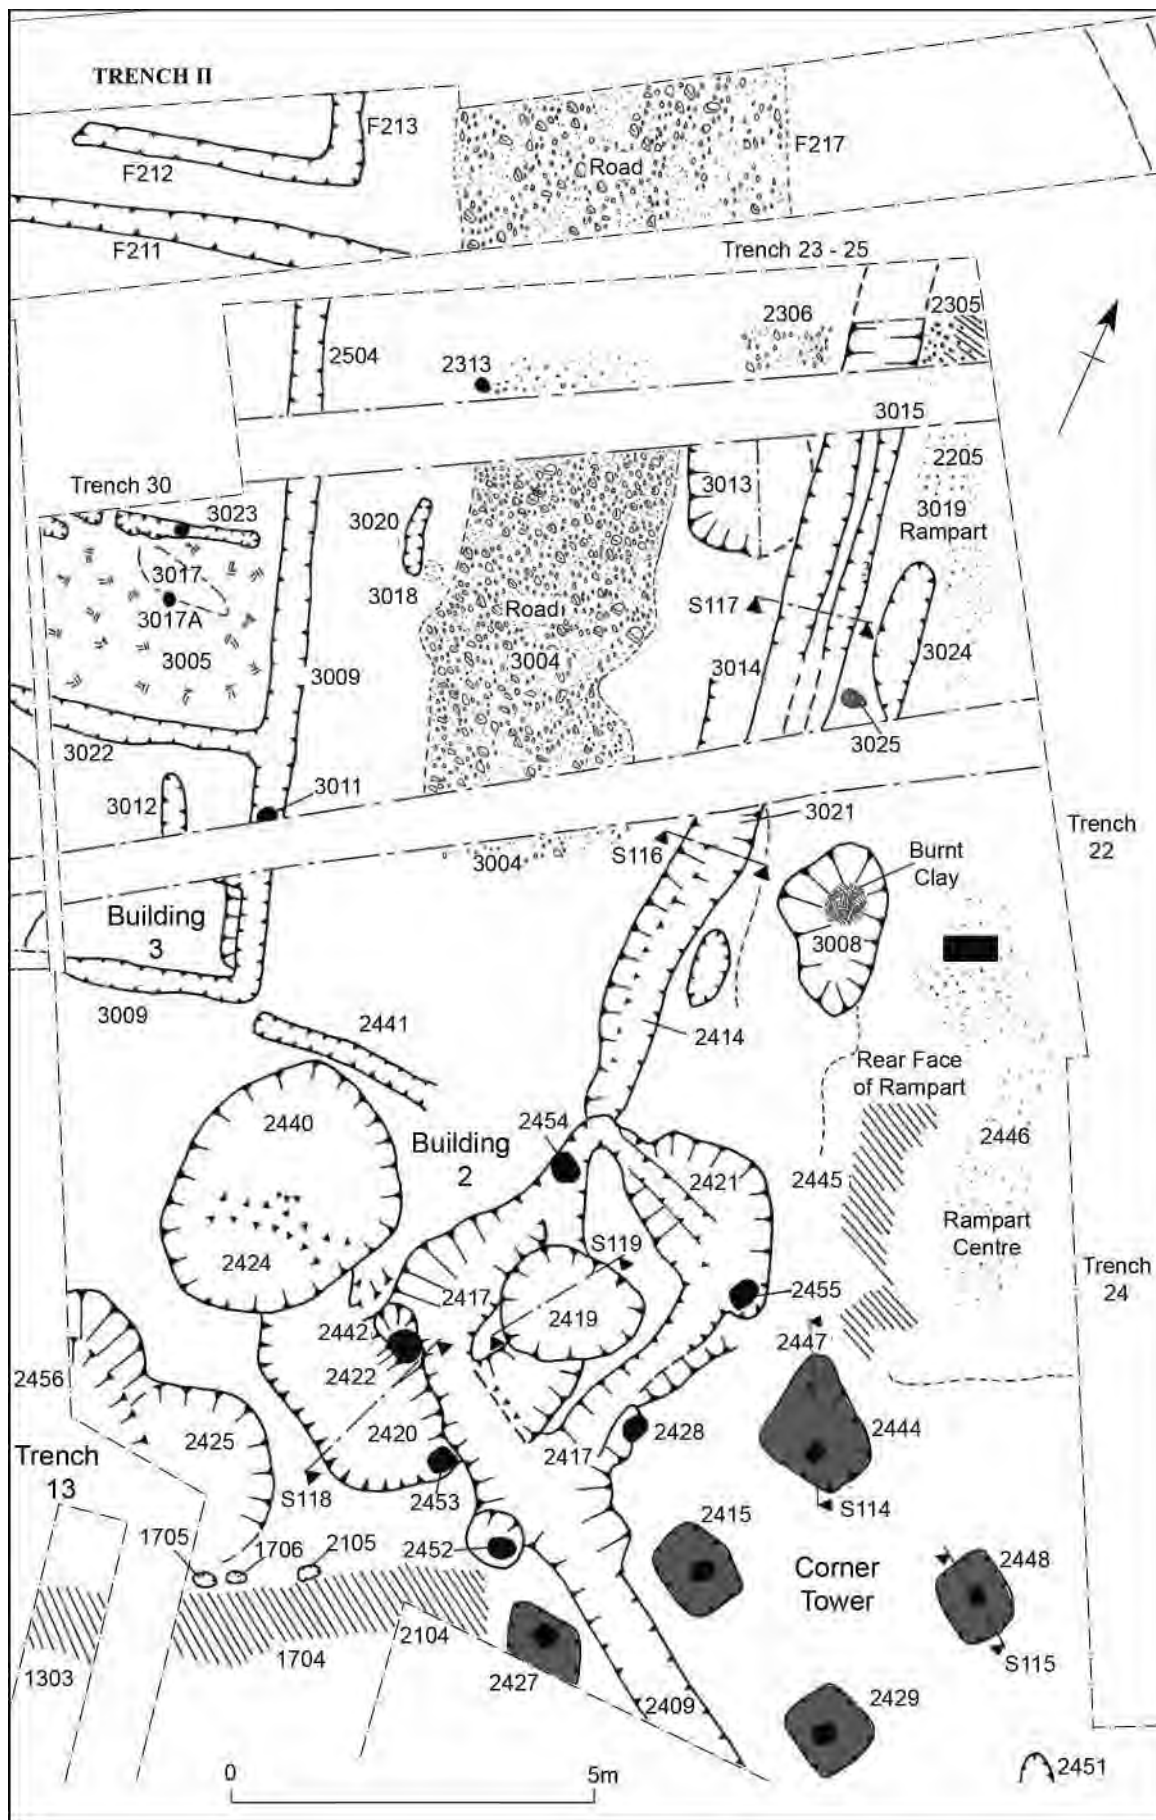 TRENCH II
F213
F217
Road
F212
F211
Trench 23 - 25
2306
2305
2504
2313
3015
2205
Trench 30
3013
3023
3020
3019
Rampart
3017
3018
Road
S117
3017A
3004
3005
3014
3024
3009
3022
3025
3012
3011
3021
Trench
22
S116
3004
Burnt
Clay
Building
3
3008
3009
2441
2414
Rear Face
of Rampart
2440
2454
Building
2
2446
2421
2445
Rampart
Centre
S119
2424
Trench
24
2417
2455
2442
2419
2447
2456
2422
2444
2425
2420
2417
2428
Trench
13
S118
2453
2415
S114
1705
1706
2105
2452
2448
Corner
Tower
2104
1303
1704
2427
2409
2429
S115
2451
0
5m